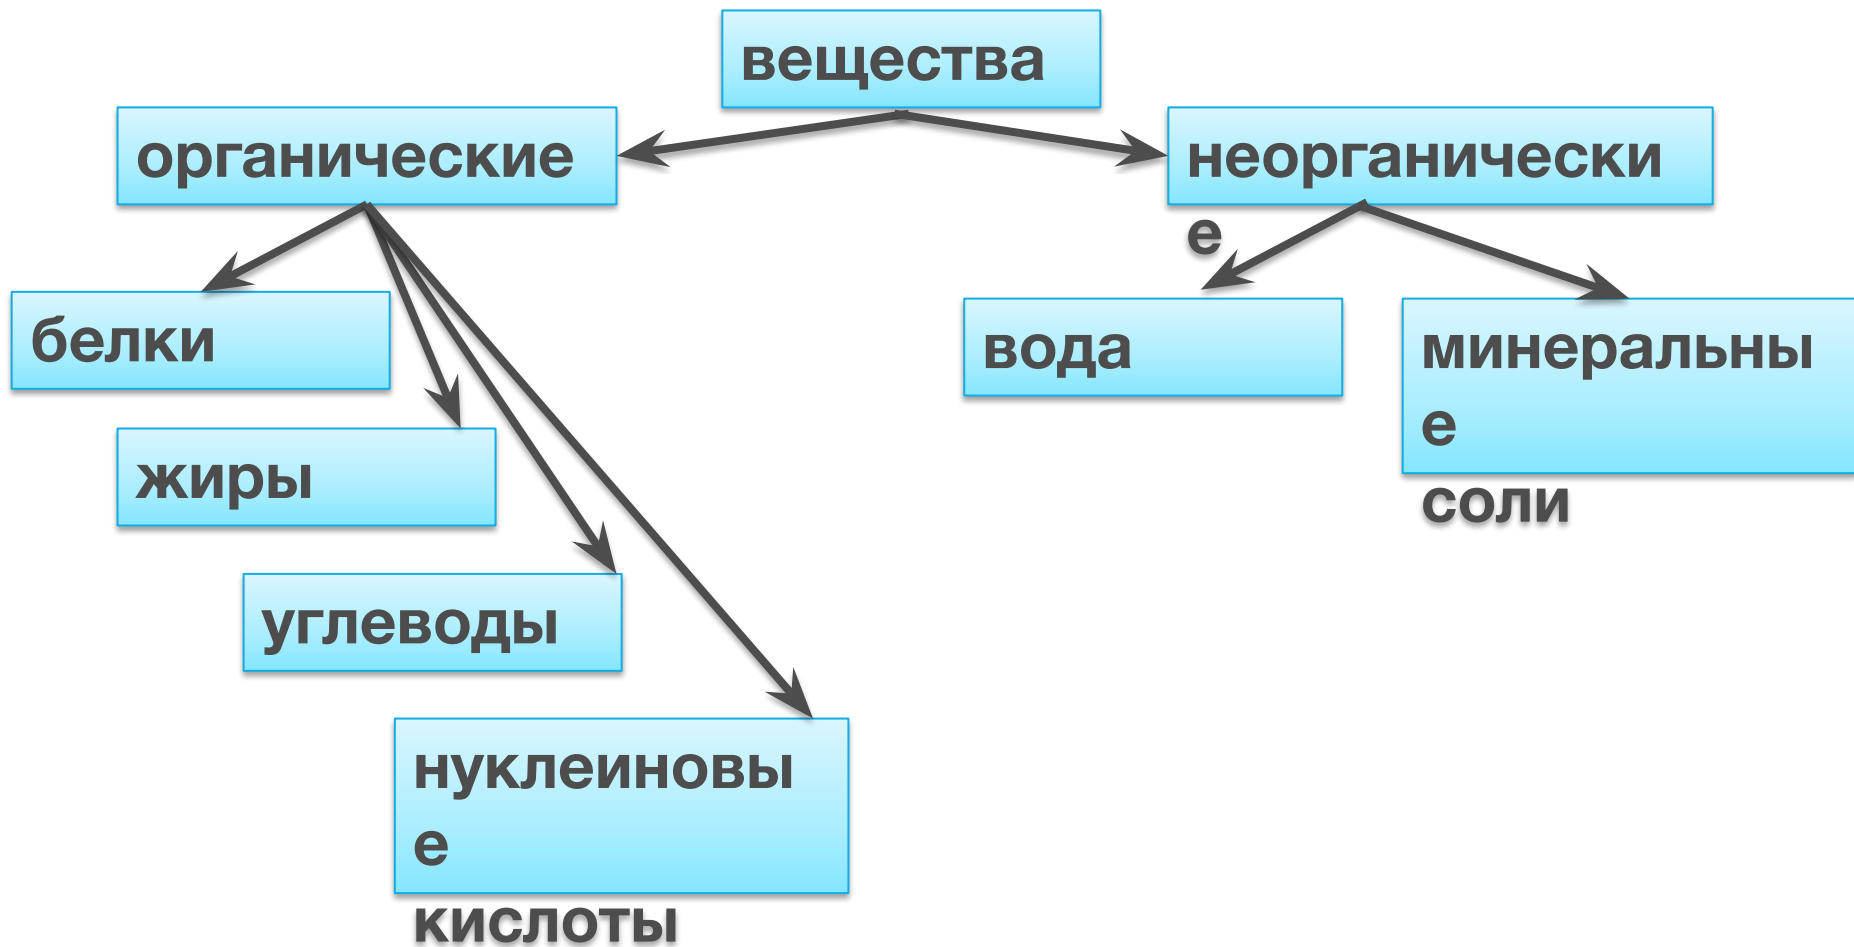 вещества
органические
неорганически
е
белки
вода
минеральны
е
соли
жиры
углеводы
нуклеиновы
е
кислоты